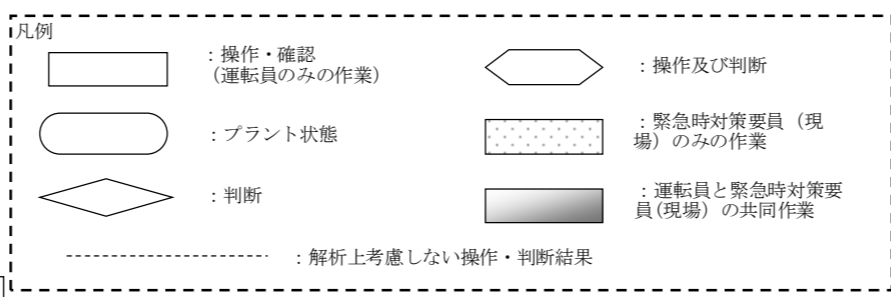 凡例
：操作・確認
（運転員のみの作業）
：操作及び判断
：プラント状態
：緊急時対策要員（現
場）のみの作業
：判断
：運転員と緊急時対策要
員(現場）の共同作業
：解析上考慮しない操作・判断結果